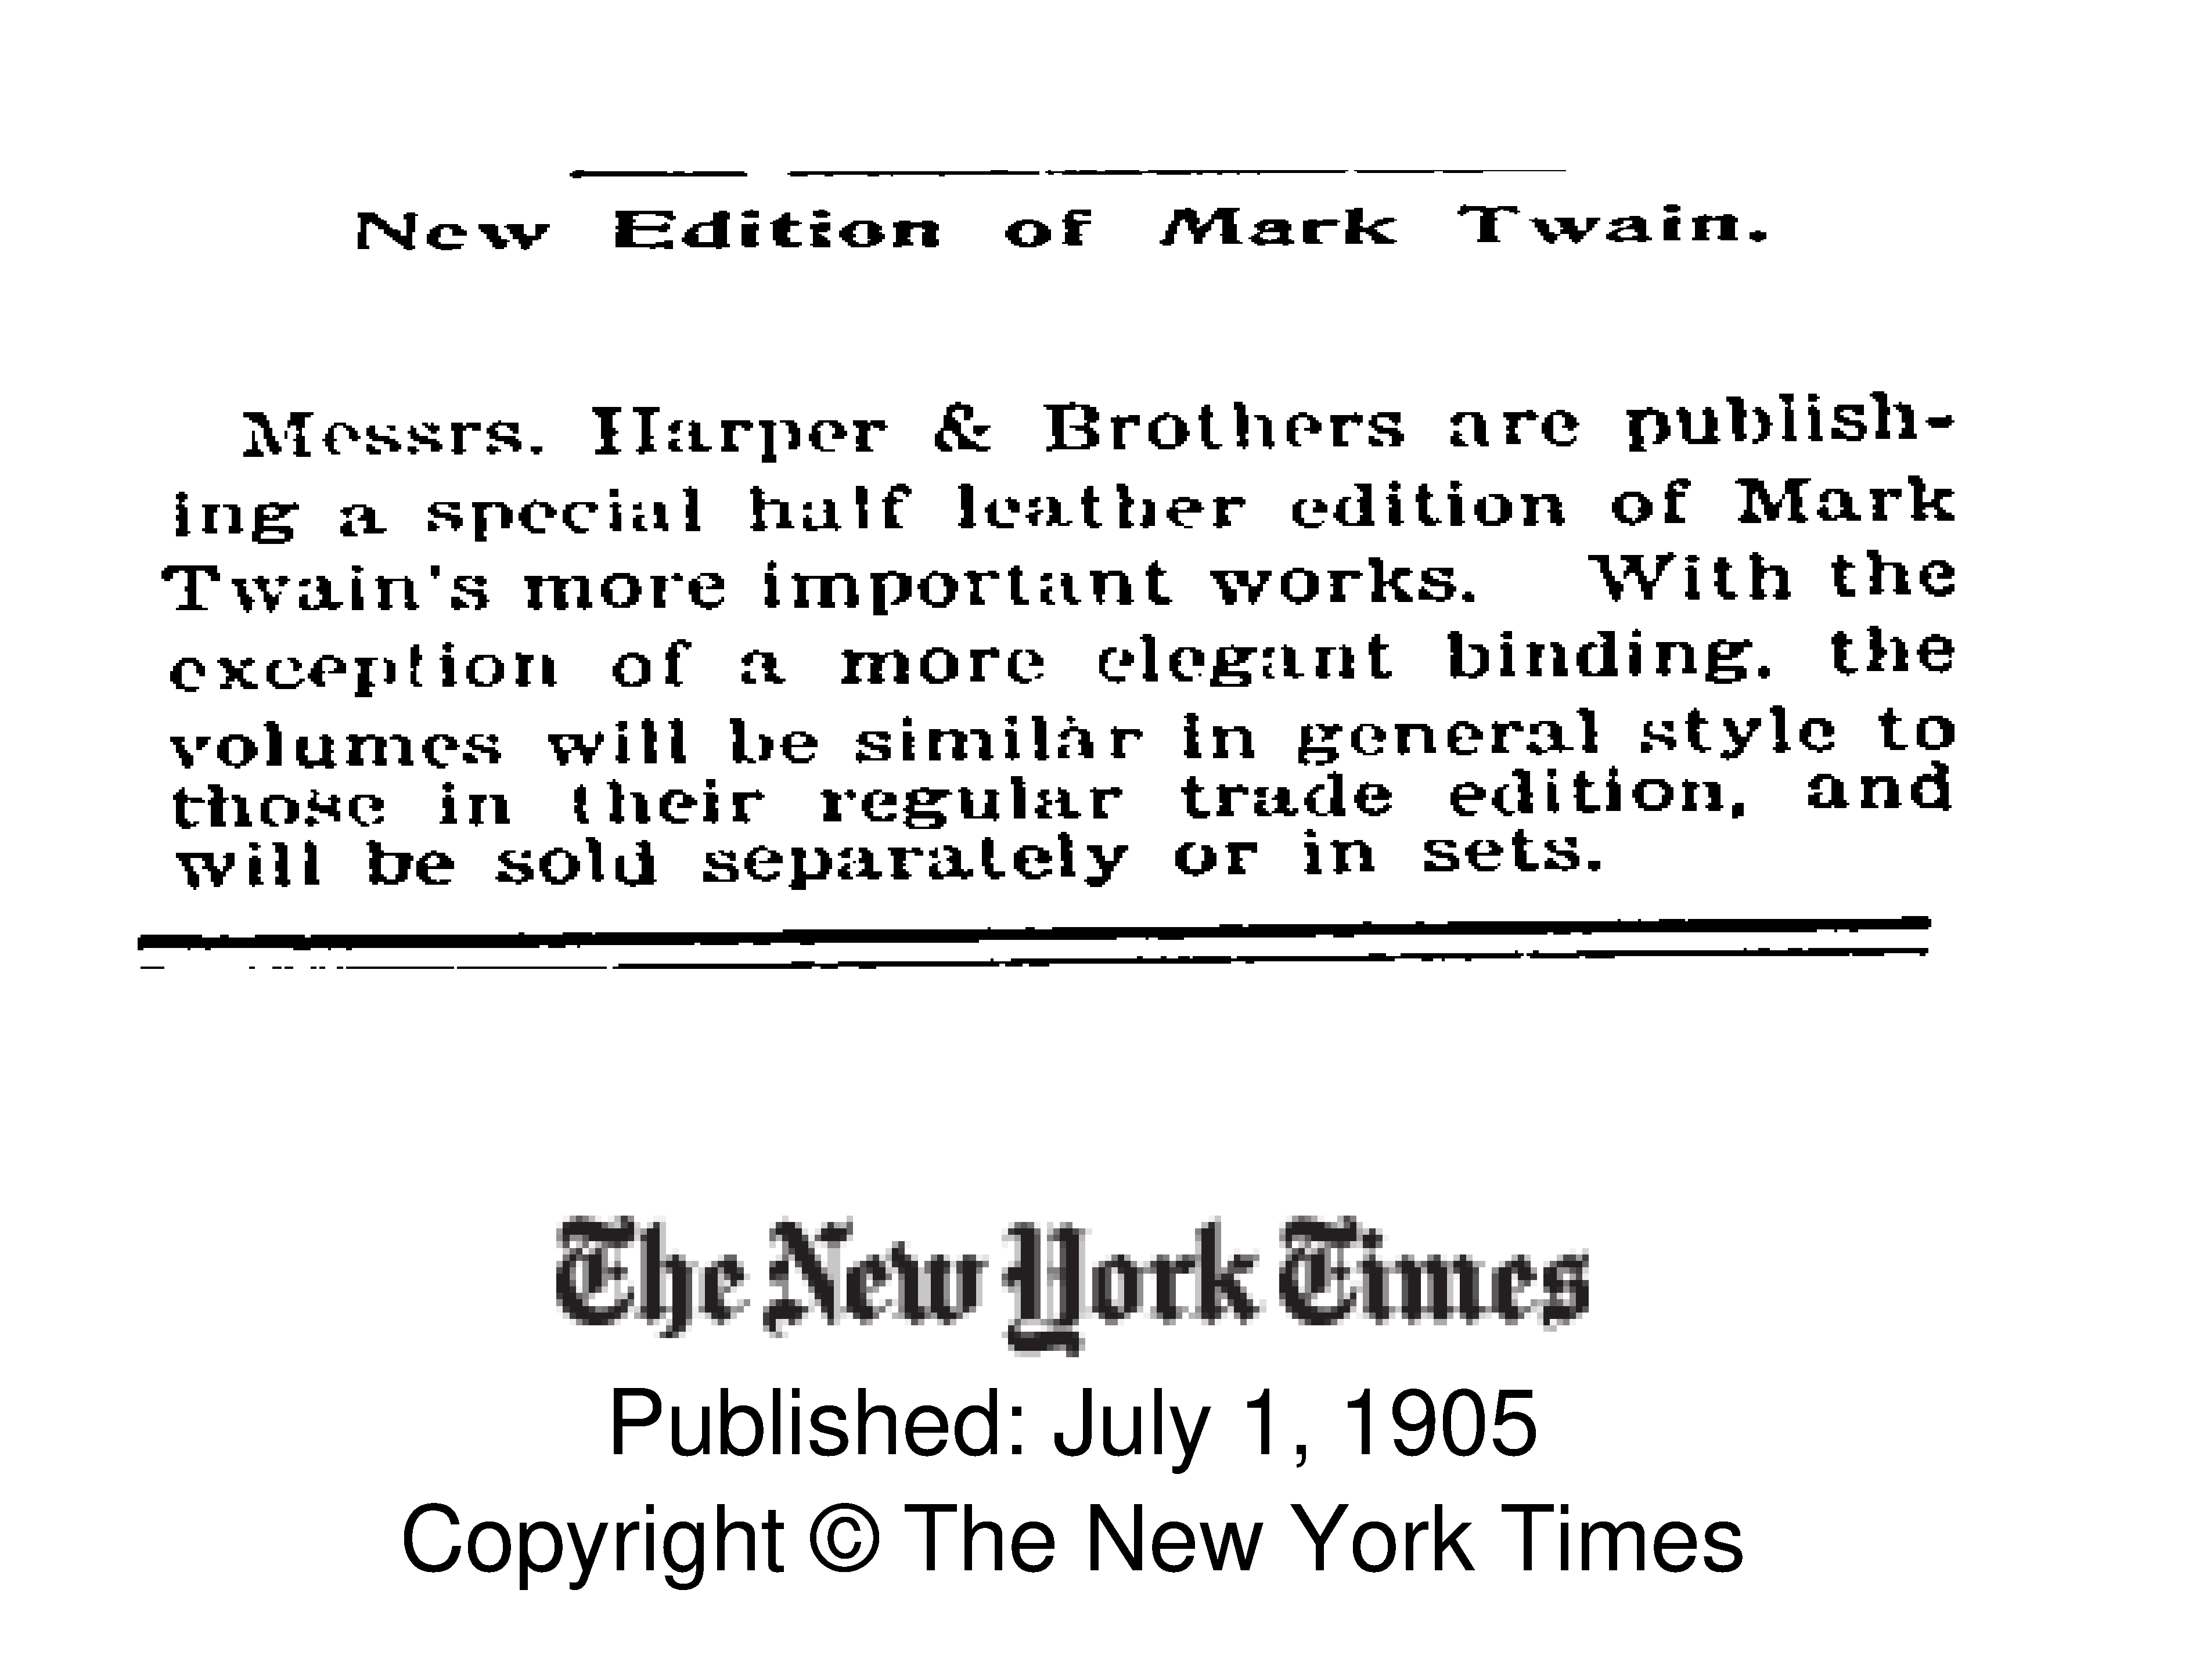 New Edition of Mark Twain.
Messrs. Harper & Brothers are publish-
ing a special half leather edition of Mark
Twain's more important works. With the
exception of a more elegant binding, the
volumes will be similar in general style to
those in their regular trade edition, and
will be sold separately or in sets.
The New York Times
Published: July 1, 1905
Copyright © The New York Times